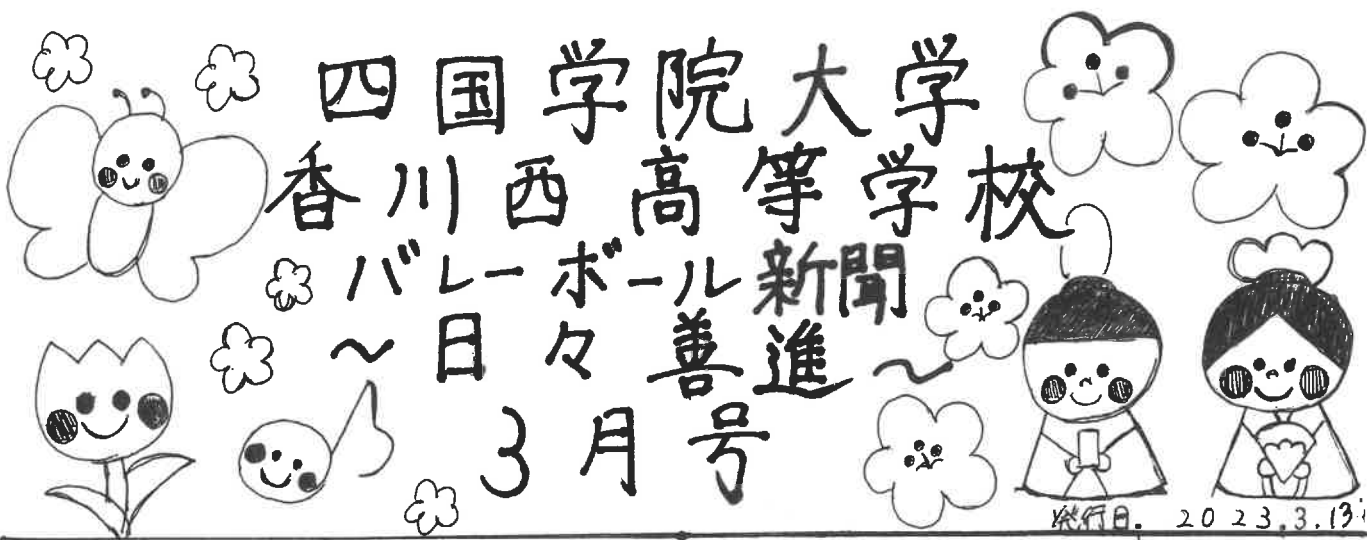 四国学院大学
香川西高等学校
バレーボール新聞
～日々善進～
3月号
発行日. 2023.3.13